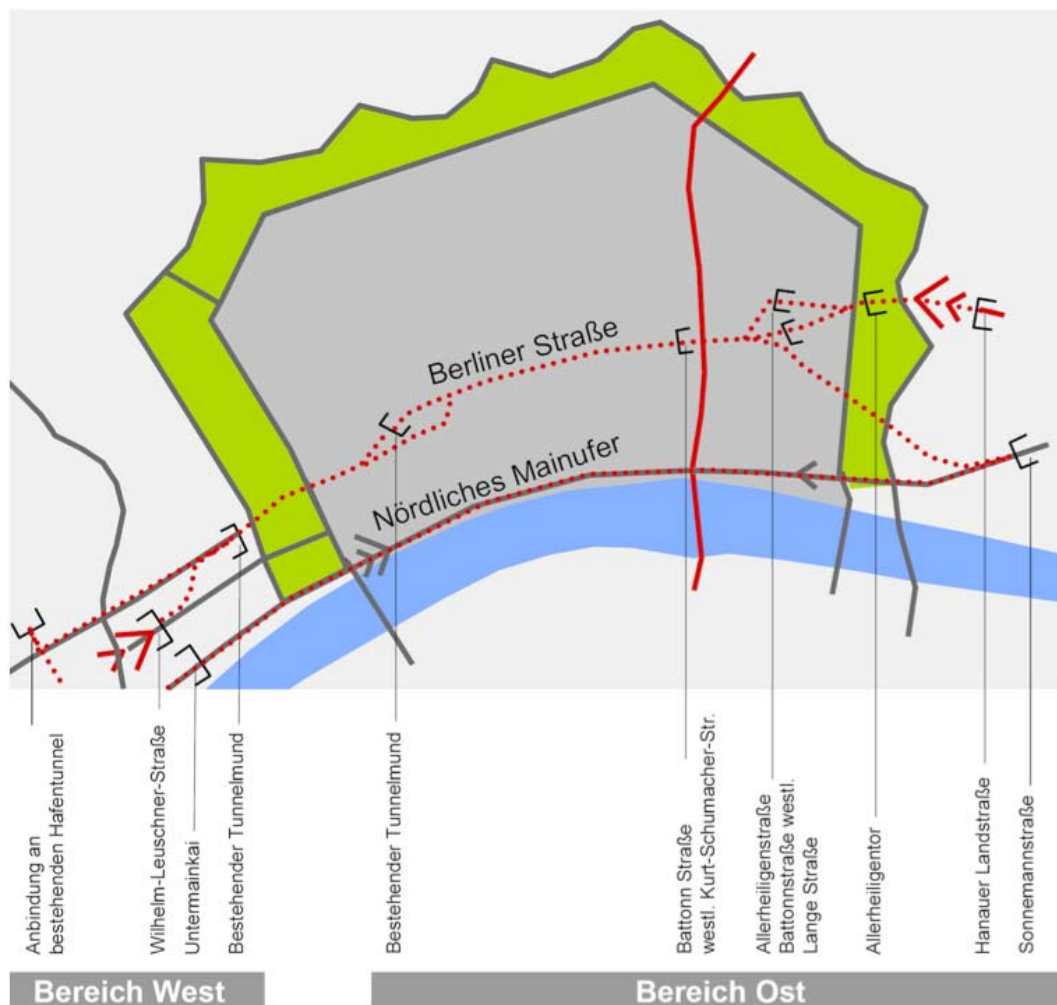 Berliner Straße
Nördliches Mainufer
Anbindung an
bestehenden Hafentunnel
Wilhelm-Leuschner-Straße
Untermainkai
Bestehender Tunnelmund
Bestehender Tunnelmund
Battonn Straße
westl. Kurt-Schumacher-Str.
Allerheiligenstraße
Battonnstraße westl.
Lange Straße
Allerheiligentor
Hanauer Landstraße
Sonnemannstraße
Bereich West
Bereich Ost